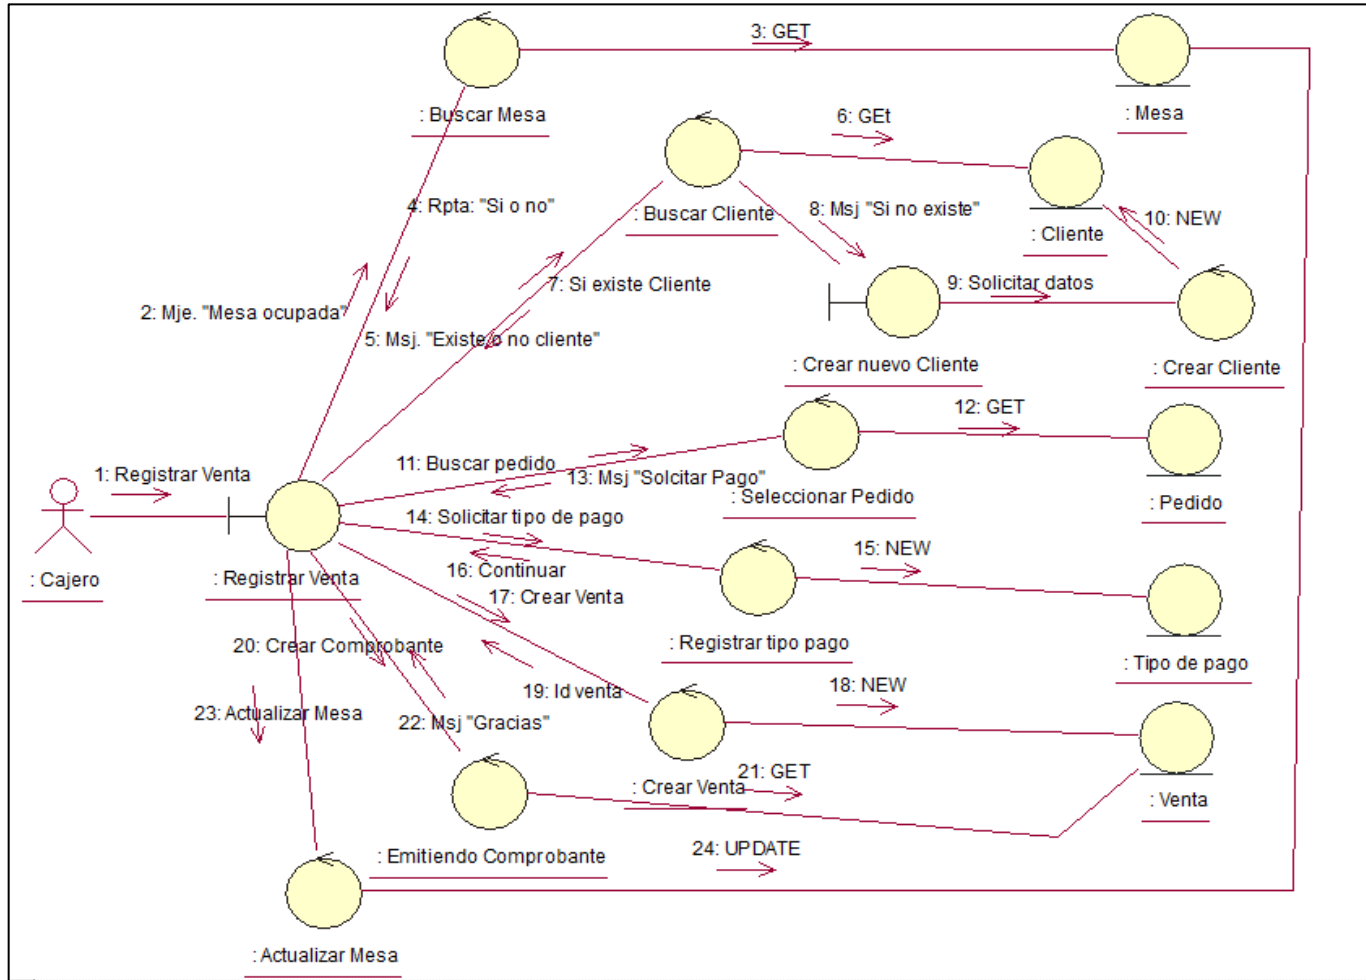 3: GET
: Buscar Mesa
: Mesa
6: GEt
4: Rpta: "Si o no"
: Buscar Cliente
8: Msj "Si no existe"
10: NEW
: Cliente
7: Si existe Cliente
9: Solicitar datos
2: Mje. "Mesa ocupada"
5: Msj. "Existe o no cliente"
: Crear nuevo Cliente
: Crear Cliente
12: GET
1: Registrar Venta
11: Buscar pedido
13: Msj "Solcitar Pago"
: Seleccionar Pedido
: Pedido
14: Solicitar tipo de pago
15: NEW
: Cajero
: Registrar Venta
16: Continuar
17: Crear Venta
20: Crear Comprobante
: Registrar tipo pago
: Tipo de pago
19: Id venta
18: NEW
23: Actualizar Mesa
22: Msj "Gracias"
21: GET
: Crear Venta
: Venta
: Emitiendo Comprobante
24: UPDATE
: Actualizar Mesa